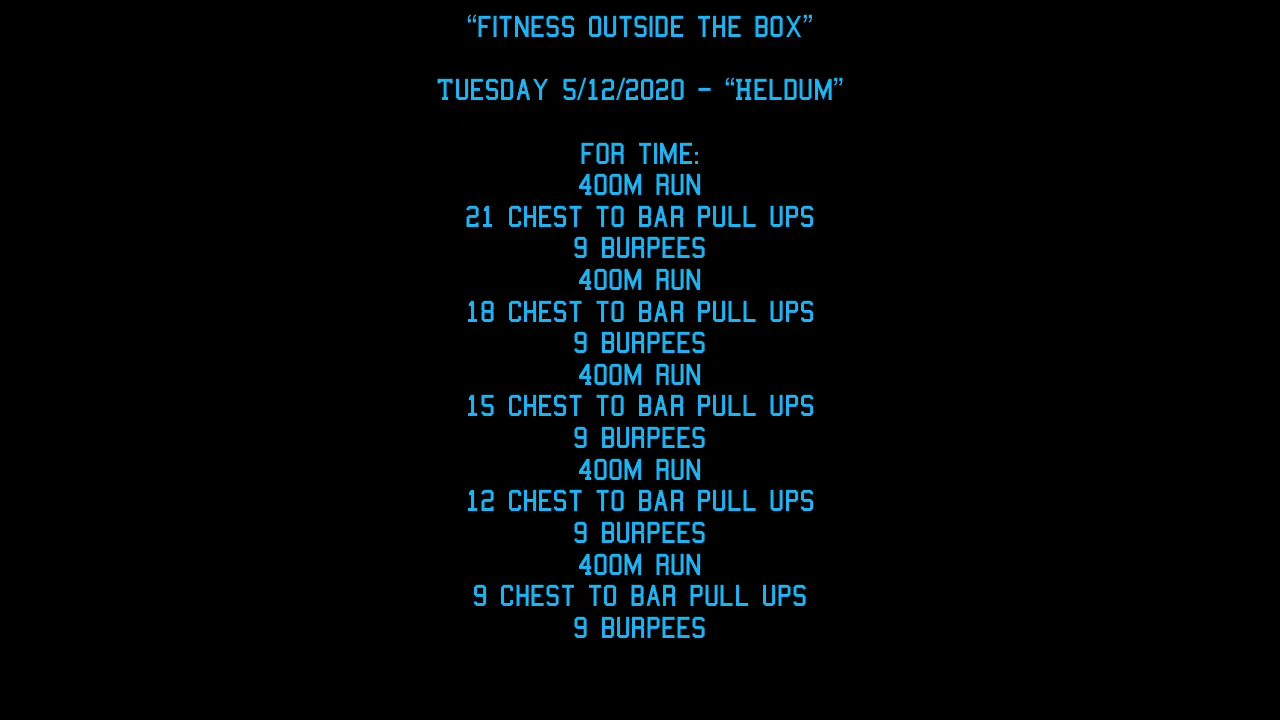 “FITNESS OUTSIDE THE BOX”
TUESDAY 5/12/2020 – “HELDUM”
FOR TIME:
400M RUN
21 CHEST TO BAR PULL UPS
9 BURPEES
400M RUN
18 CHEST TO BAR PULL UPS
9 BURPEES
400M RUN
15 CHEST TO BAR PULL UPS
9 BURPEES
400M RUN
12 CHEST TO BAR PULL UPS
9 BURPEES
400M RUN
9 CHEST TO BAR PULL UPS
9 BURPEES